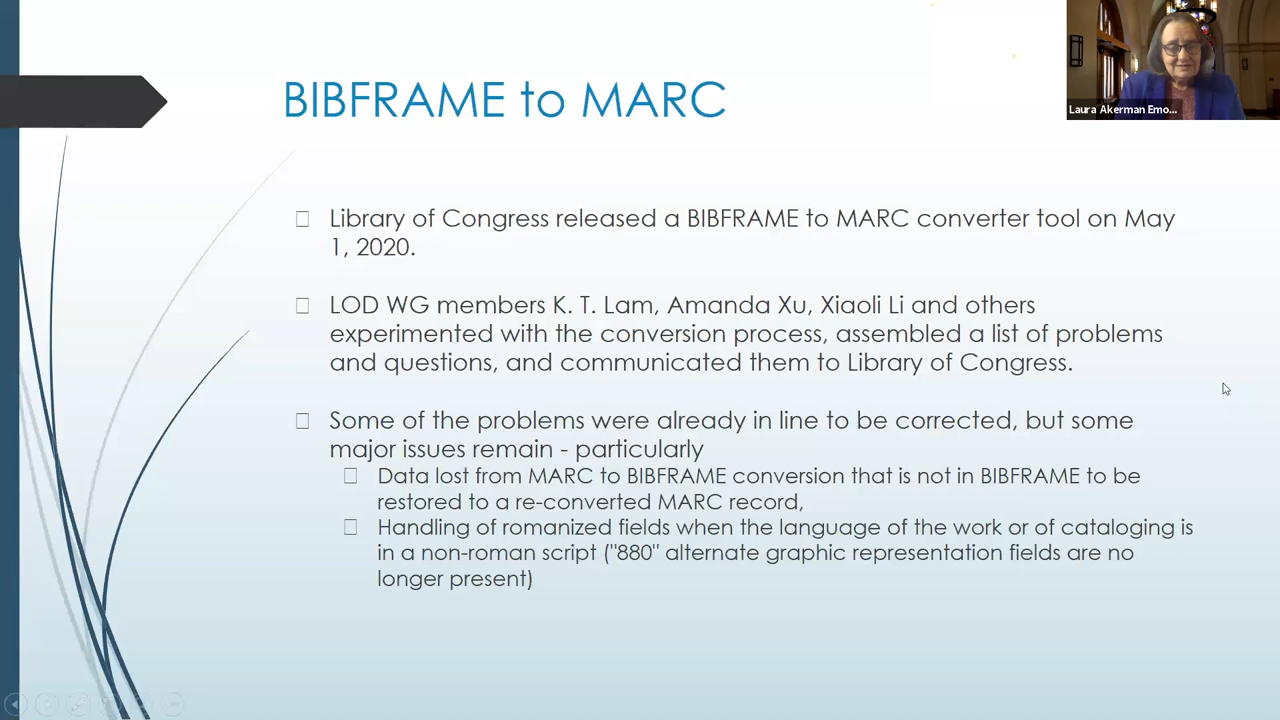 BIBFRAME to MARC
Laura Akerman Emo...
Library of Congress released a BIBFRAME to MARC converter tool on May
1, 2020.
LOD WG members K. T. Lam, Amanda Xu, Xiaoli Li and others
experimented with the conversion process, assembled a list of problems
and questions, and communicated them to Library of Congress.
Some of the problems were already in line to be corrected, but some
major issues remain - particularly
Data lost from MARC to BIBFRAME conversion that is not in BIBFRAME to be
restored to a re-converted MARC record,
Handling of romanized fields when the language of the work or of cataloging is
in a non-roman script ("880" alternate graphic representation fields are no
longer present)